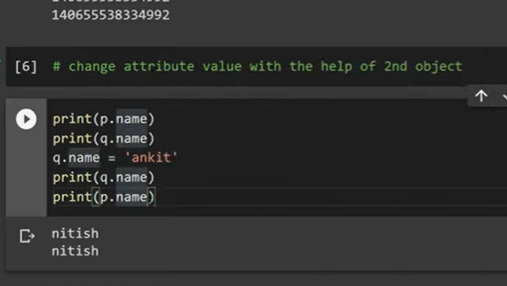 140655538334992
[6] # change attribute value with the help of 2nd object
print(p.name)
print(q.name)
q.name = 'ankit'
print(q.name)
print(p.name)
nitish
nitish